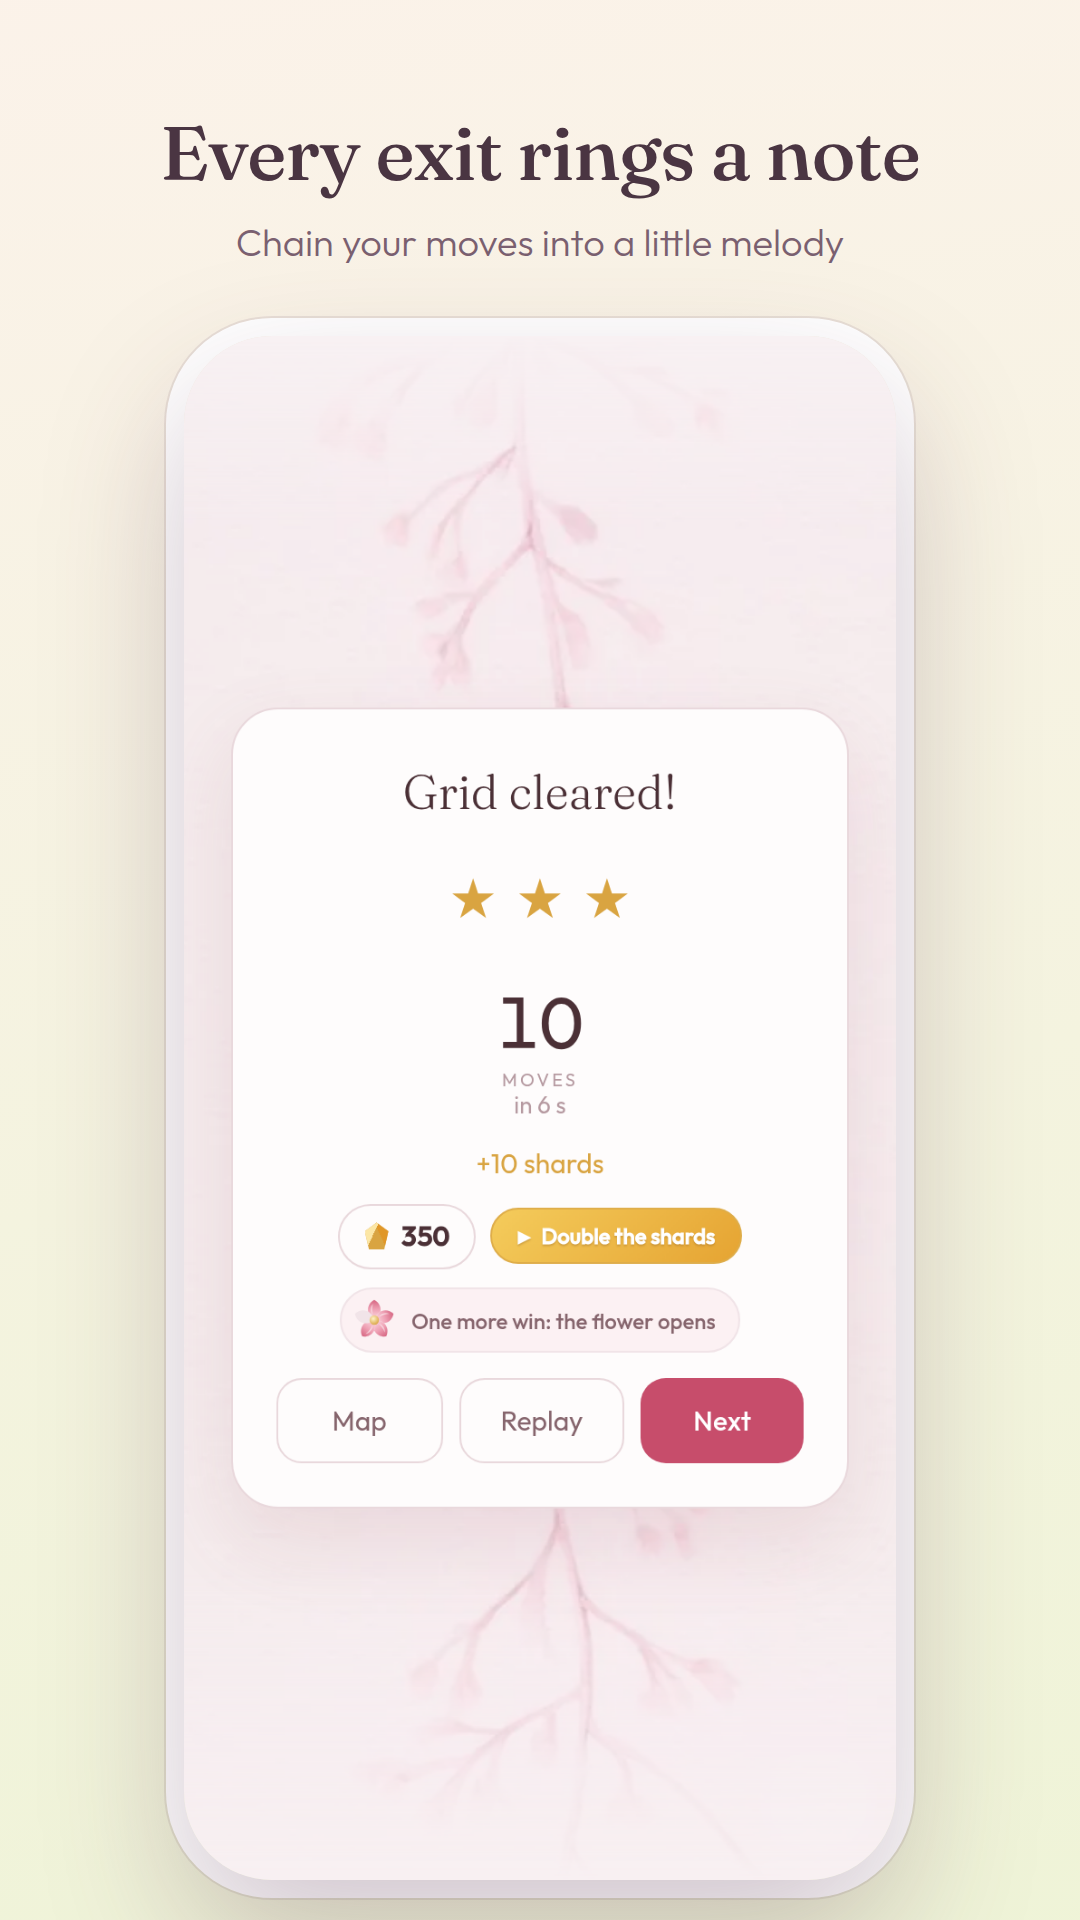 Every exit rings a note
Chain your moves into a little melody
Grid cleared!
10
MOVES
in 6 s
+10 shards
350
Double the shards
One more win: the flower opens
Map
Replay
Next